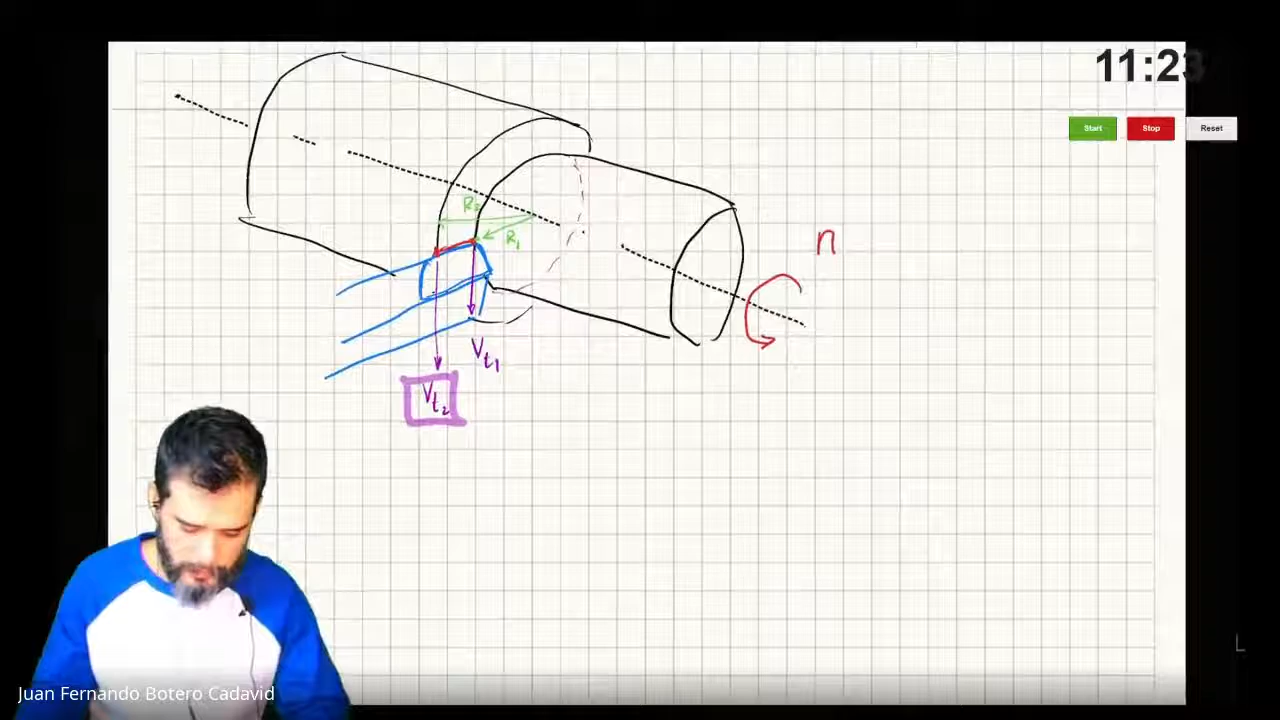 11:23
Start Stop Reset
R₂
R₁
n
Vt₁
Vt₂
Juan Fernando Botero Cadavid